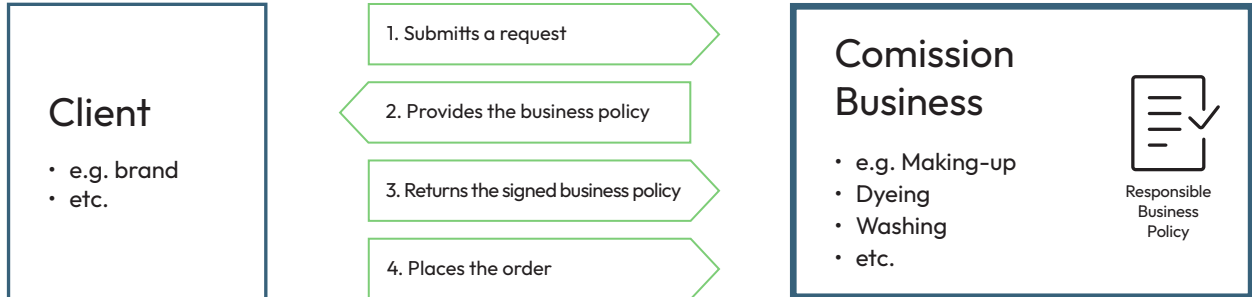 Client
• e.g. brand
• etc.
1. Submitts a request
2. Provides the business policy
3. Returns the signed business policy
4. Places the order
Comission
Business
• e.g. Making-up
• Dyeing
• Washing
• etc.
Responsible
Business
Policy